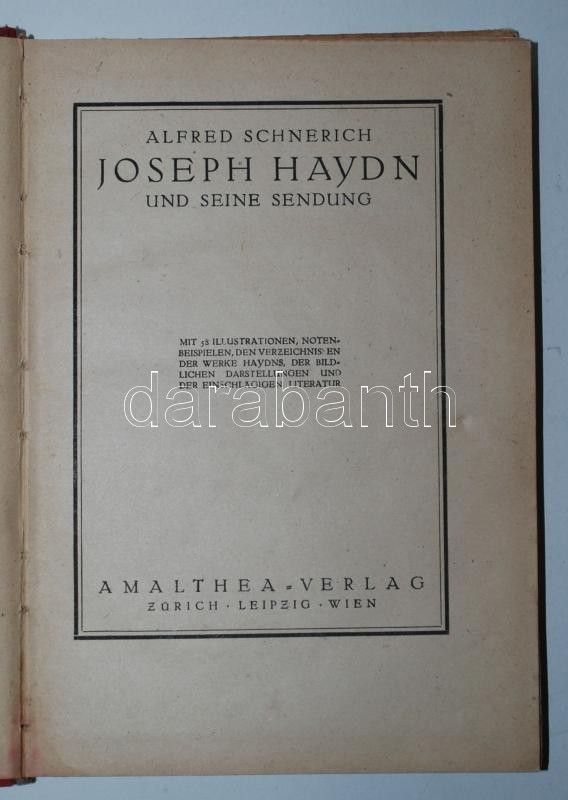 ALFRED SCHNERICH
JOSEPH HAYDN
UND SEINE SENDUNG
MIT 58 ILLUSTRATIONEN, NOTEN-
BEISPIELEN, DEN VERZEICHNISSEN
DER WERKE HAYDNS, DER BILD-
LICHEN DARSTELLUNGEN UND
DER EINSCHLÄGIGEN LITERATUR
darabanth
AMALTHEA-VERLAG
ZÜRICH · LEIPZIG · WIEN